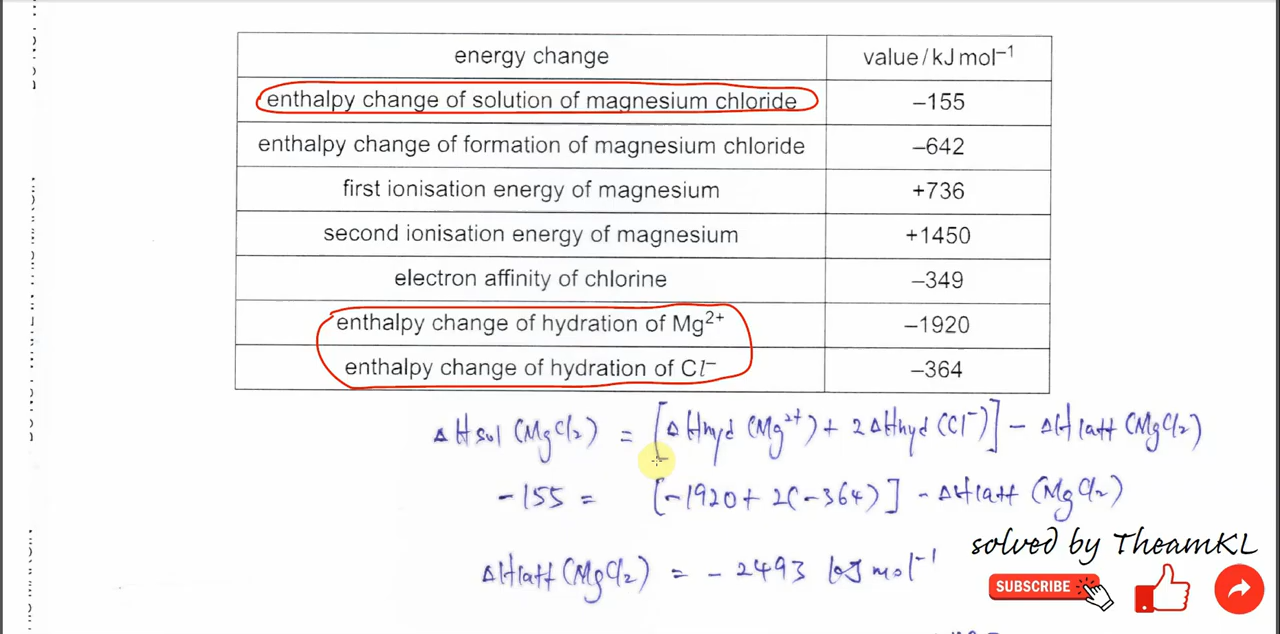 energy change value / kJ mol⁻¹
enthalpy change of solution of magnesium chloride –155
enthalpy change of formation of magnesium chloride –642
first ionisation energy of magnesium +736
second ionisation energy of magnesium +1450
electron affinity of chlorine –349
enthalpy change of hydration of Mg²⁺ –1920
enthalpy change of hydration of Cl⁻ –364
ΔHsol (MgCl₂) = [ΔHhyd (Mg²⁺) + 2ΔHhyd (Cl⁻)] – ΔHlatt (MgCl₂)
-155 = [-1920 + 2(-364)] - ΔHlatt (MgCl₂)
ΔHlatt (MgCl₂) = -2493 kJ mol⁻¹
solved by TheamKL
SUBSCRIBE